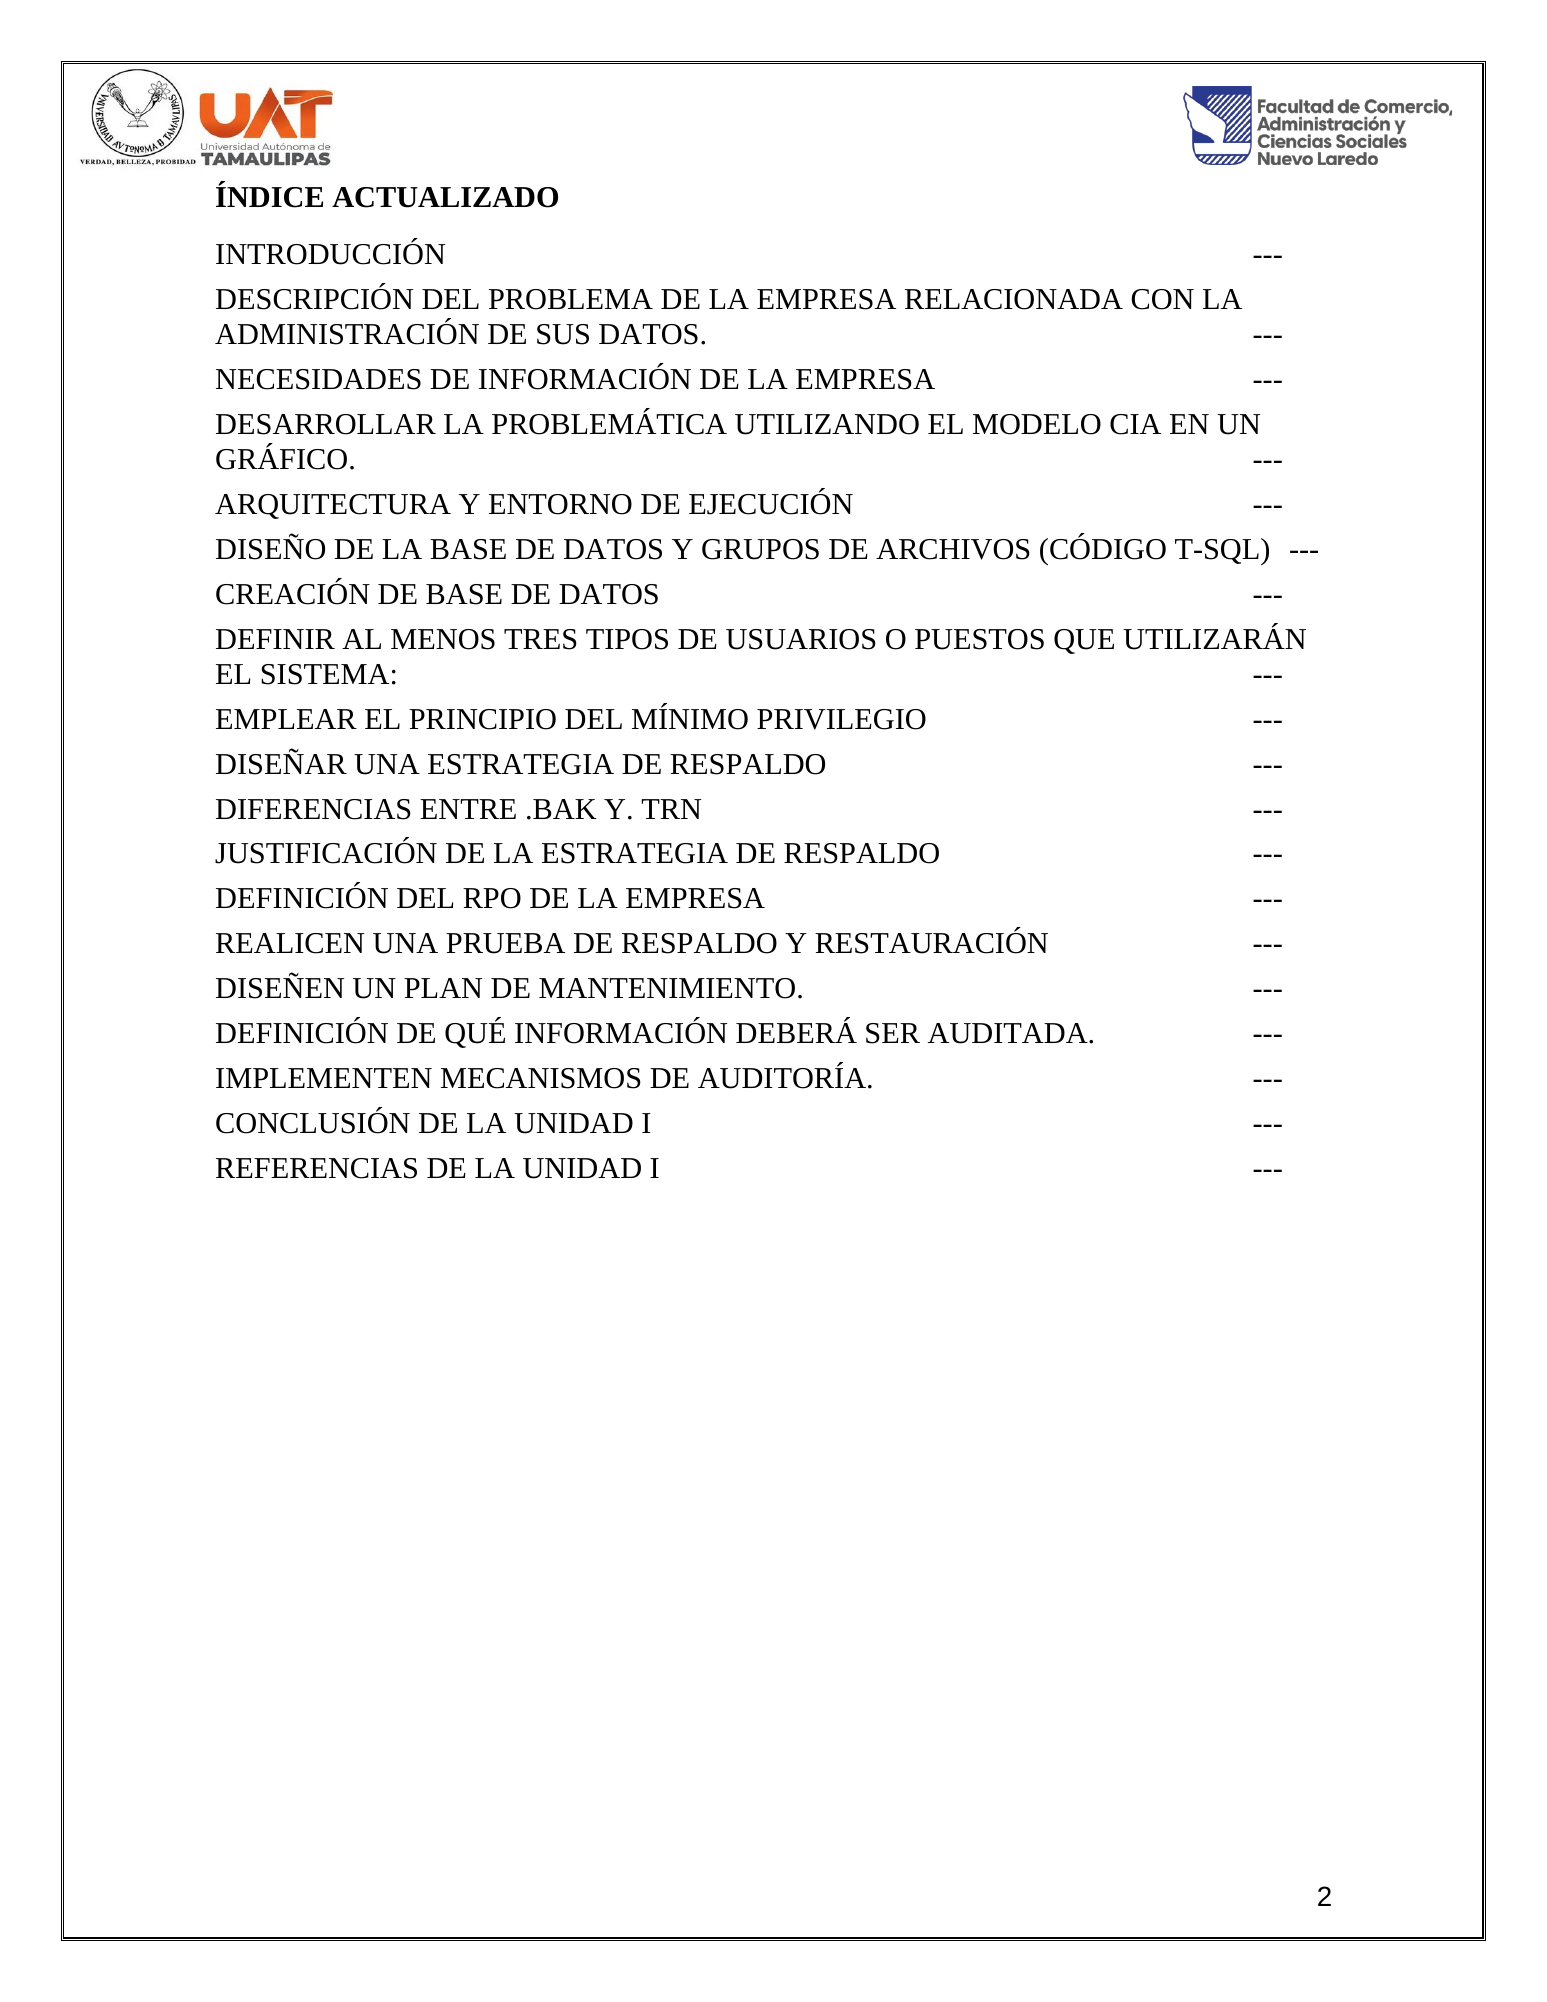 VNIVERSIDAD AVTONOMA D TAMAVLIPAS
VERDAD, BELLEZA, PROBIDAD
UAT
Universidad Autónoma de
TAMAULIPAS
Facultad de Comercio,
Administración y
Ciencias Sociales
Nuevo Laredo
ÍNDICE ACTUALIZADO
INTRODUCCIÓN ---
DESCRIPCIÓN DEL PROBLEMA DE LA EMPRESA RELACIONADA CON LA
ADMINISTRACIÓN DE SUS DATOS. ---
NECESIDADES DE INFORMACIÓN DE LA EMPRESA ---
DESARROLLAR LA PROBLEMÁTICA UTILIZANDO EL MODELO CIA EN UN
GRÁFICO. ---
ARQUITECTURA Y ENTORNO DE EJECUCIÓN ---
DISEÑO DE LA BASE DE DATOS Y GRUPOS DE ARCHIVOS (CÓDIGO T-SQL) ---
CREACIÓN DE BASE DE DATOS ---
DEFINIR AL MENOS TRES TIPOS DE USUARIOS O PUESTOS QUE UTILIZARÁN
EL SISTEMA: ---
EMPLEAR EL PRINCIPIO DEL MÍNIMO PRIVILEGIO ---
DISEÑAR UNA ESTRATEGIA DE RESPALDO ---
DIFERENCIAS ENTRE .BAK Y. TRN ---
JUSTIFICACIÓN DE LA ESTRATEGIA DE RESPALDO ---
DEFINICIÓN DEL RPO DE LA EMPRESA ---
REALICEN UNA PRUEBA DE RESPALDO Y RESTAURACIÓN ---
DISEÑEN UN PLAN DE MANTENIMIENTO. ---
DEFINICIÓN DE QUÉ INFORMACIÓN DEBERÁ SER AUDITADA. ---
IMPLEMENTEN MECANISMOS DE AUDITORÍA. ---
CONCLUSIÓN DE LA UNIDAD I ---
REFERENCIAS DE LA UNIDAD I ---
2